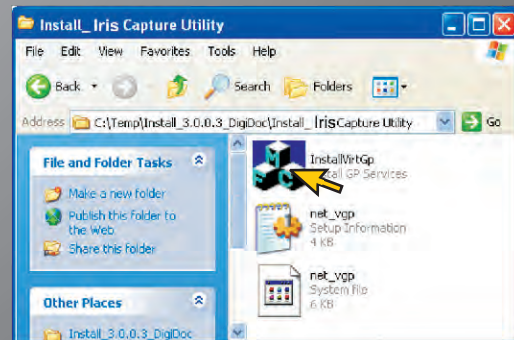 Install_ Iris Capture Utility
File Edit View Favorites Tools Help
Back Search Folders
Address C:\Temp\Install_3.0.0.3_DigiDoc\Install_ Iris Capture Utility Go
File and Folder Tasks
Make a new folder
Publish this folder to
the Web
Share this folder
Other Places
Install_3.0.0.3_DigiDoc
MFC
InstallVirtGp
Install GP Services
net_vgp
Setup Information
4 KB
net_vgp
System file
6 KB